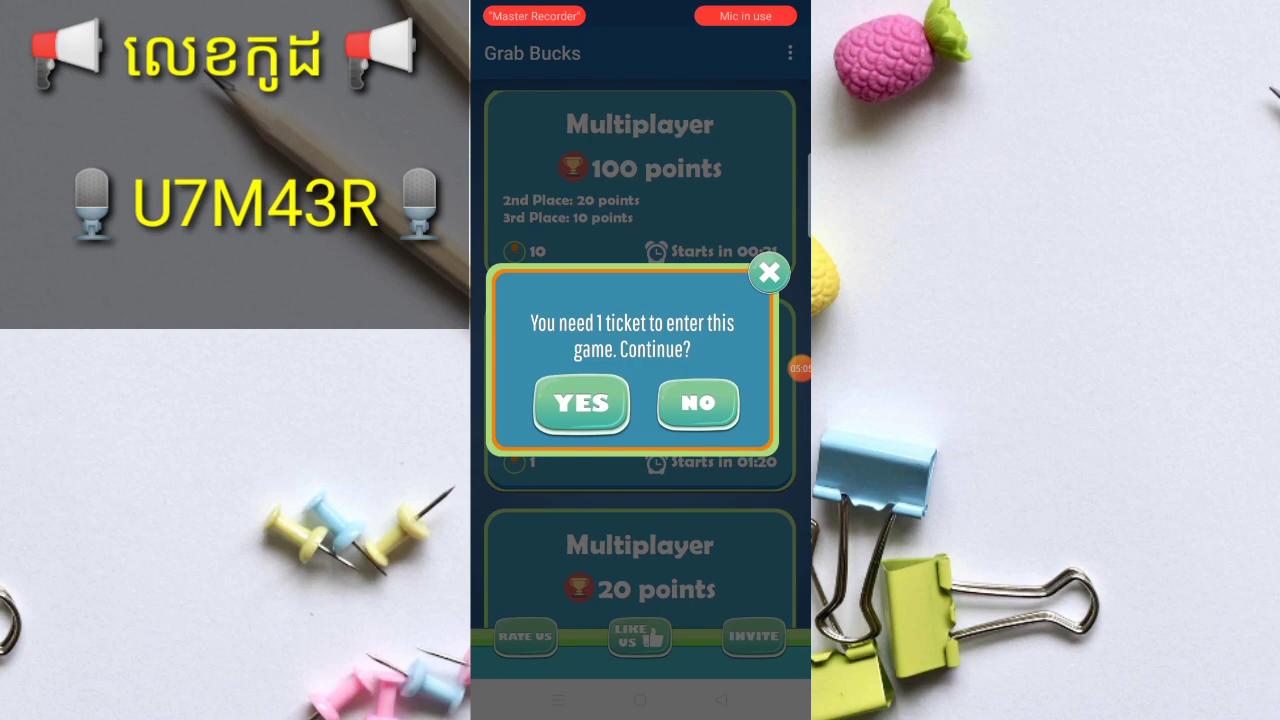 លេខកូដ
U7M43R
"Master Recorder"
Mic in use
Grab Bucks
Multiplayer
100 points
2nd Place: 20 points
3rd Place: 10 points
10
Starts in 00:21
You need 1 ticket to enter this
game. Continue?
YES
NO
05:05
1
Starts in 01:20
Multiplayer
20 points
RATE US
LIKE
US
INVITE